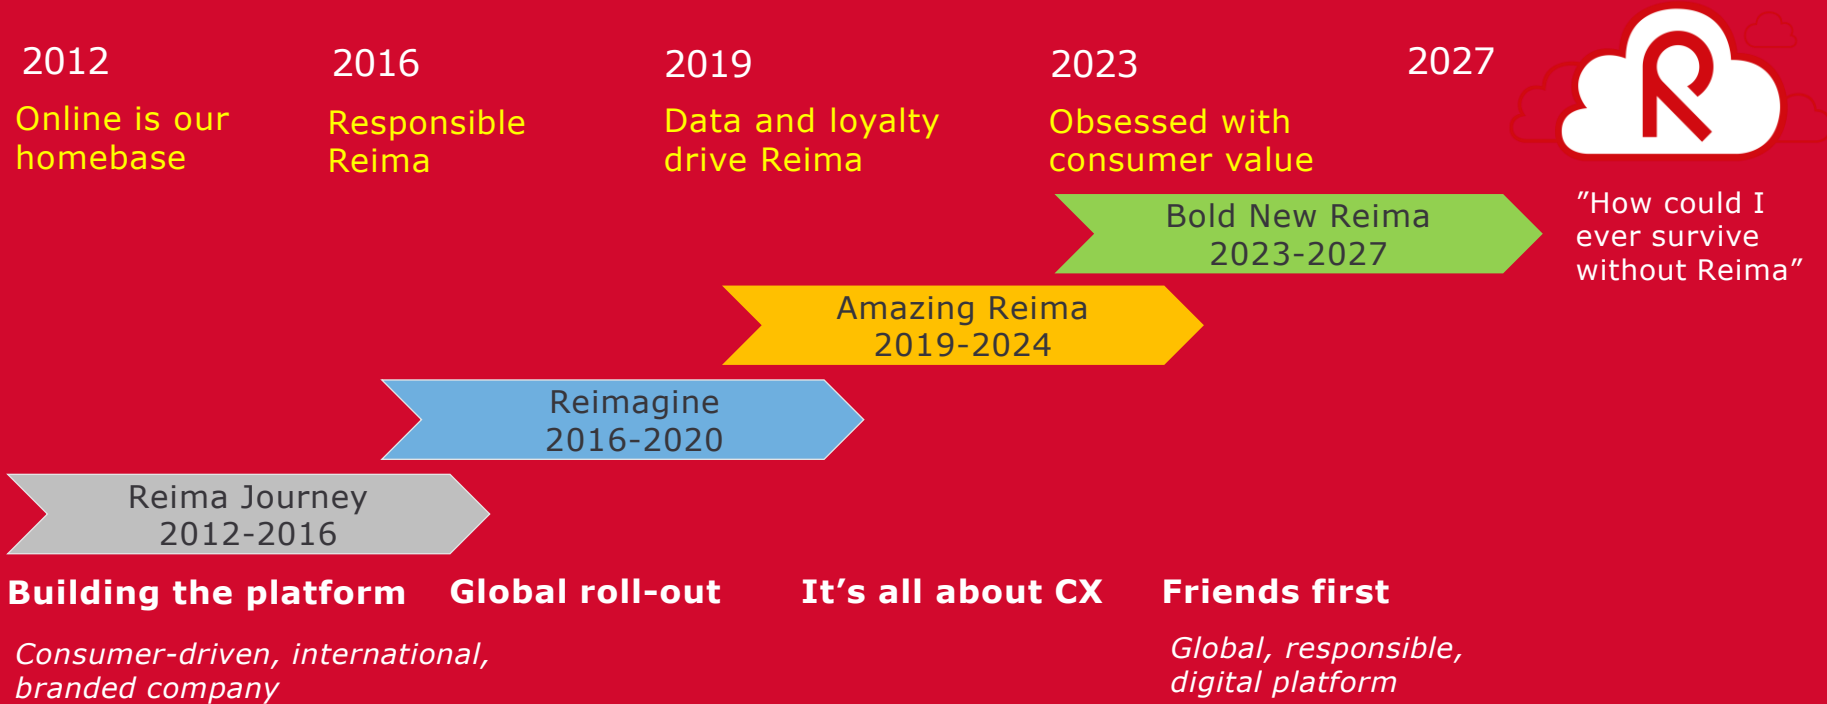 2012
2016
2019
2023
2027
Online is our
homebase
Responsible
Reima
Data and loyalty
drive Reima
Obsessed with
consumer value
R
"How could I
ever survive
without Reima"
Bold New Reima
2023-2027
Amazing Reima
2019-2024
Reimagine
2016-2020
Reima Journey
2012-2016
Building the platform
Global roll-out
It's all about CX
Friends first
Consumer-driven, international,
branded company
Global, responsible,
digital platform